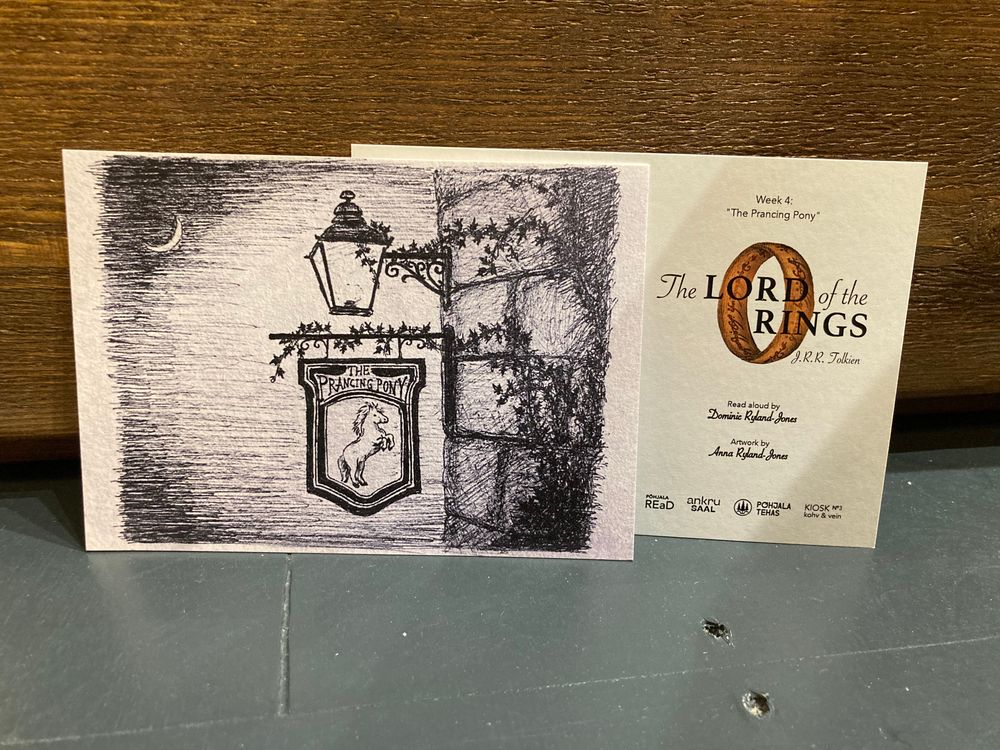 THE
PRANCING PONY
Week 4:
"The Prancing Pony"
The LORD of the
RINGS
J.R.R. Tolkien
Read aloud by
Dominic Ryland-Jones
Artwork by
Anna Ryland-Jones
PÕHJALA
REaD
ankru
SAAL
PÕHJALA
TEHAS
KIOSK Nº3
kohv & vein